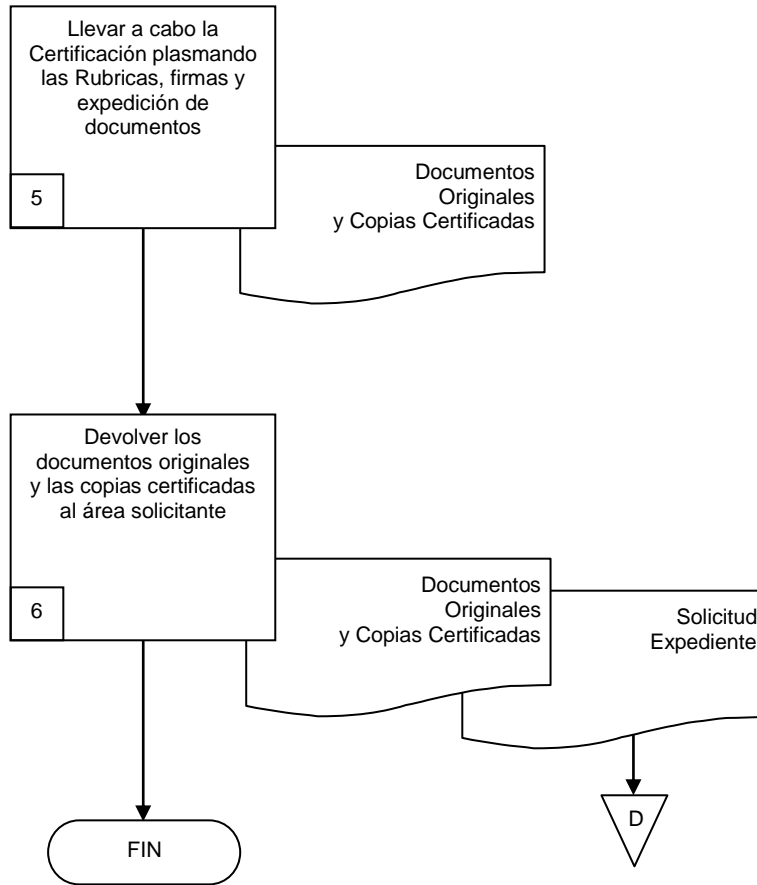 Llevar a cabo la
Certificación plasmando
las Rubricas, firmas y
expedición de
documentos
5
Documentos
Originales
y Copias Certificadas
Devolver los
documentos originales
y las copias certificadas
al área solicitante
6
Documentos
Originales
y Copias Certificadas
Solicitud
Expediente
D
FIN